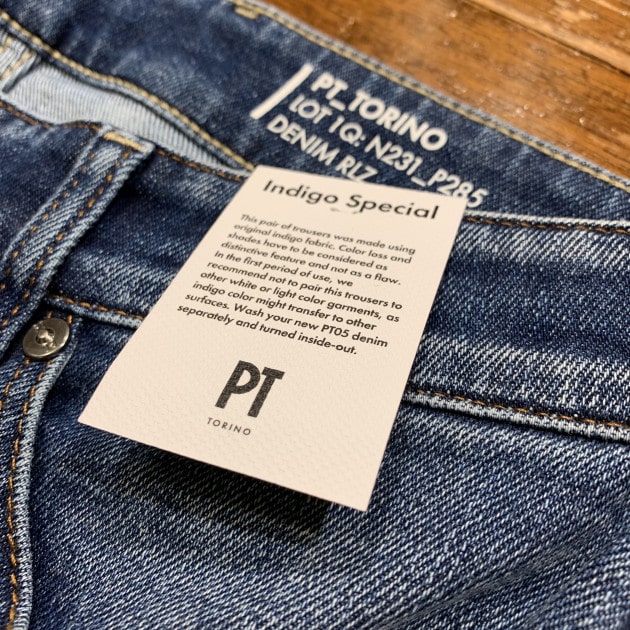 PT_TORINO
LOT 1Q: N231_P285
DENIM RL7
Indigo Special
This pair of trousers was made using
original indigo fabric. Color loss and
shades have to be considered as
distinctive feature and not as a flaw.
In the first period of use, we
recommend not to pair this trousers to
other white or light color garments, as
indigo color might transfer to other
surfaces. Wash your new PT05 denim
separately and turned inside-out.
PT
TORINO